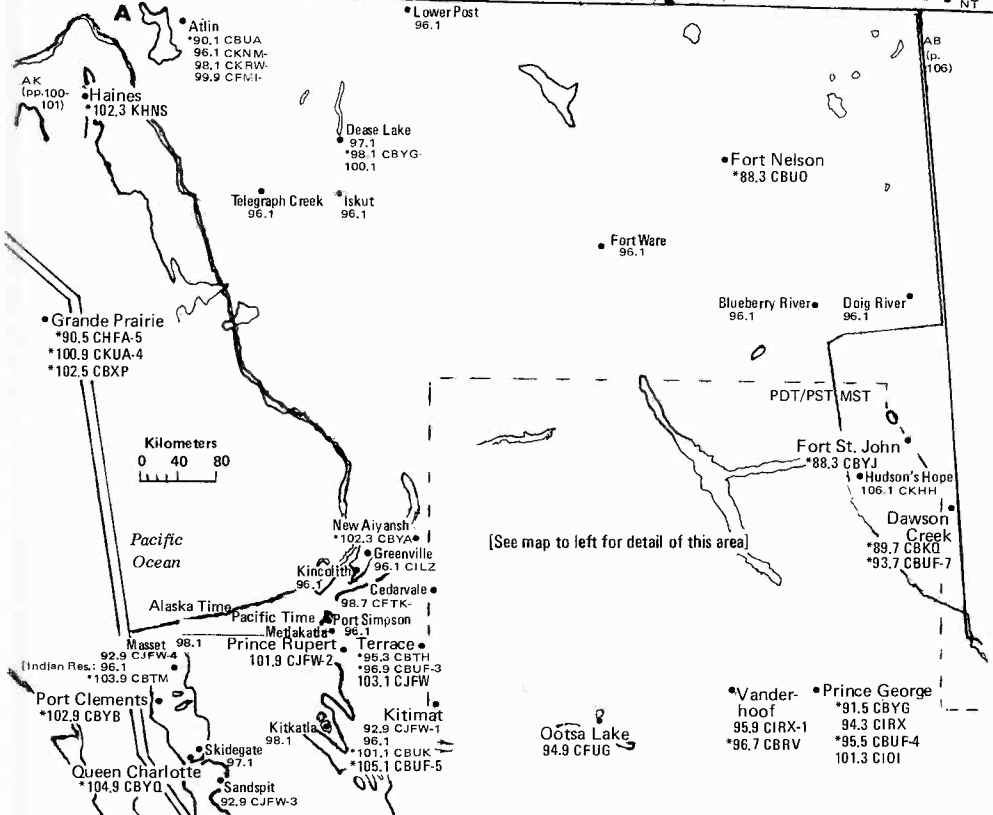 NT
A
Atlin
*90.1 CBUA
96.1 CKNM-
98.1 CKRW-
99.9 CFMI-
Lower Post
96.1
AB
(p.
106)
AK
(pp.100-
101)
Haines
*102.3 KHNS
Dease Lake
97.1
*98.1 CBYG-
100.1
Fort Nelson
*88.3 CBUO
Telegraph Creek
96.1
Iskut
96.1
Fort Ware
96.1
Blueberry River
96.1
Doig River
96.1
Grande Prairie
*90.5 CHFA-5
*100.9 CKUA-4
*102.5 CBXP
PDT/PST MST
Kilometers
0 40 80
Fort St. John
*88.3 CBYJ
Hudson's Hope
106.1 CKHH
Dawson
Creek
*89.7 CBKQ
*93.7 CBUF-7
Pacific
Ocean
New Aiyansh
*102.3 CBYA
[See map to left for detail of this area]
Greenville
96.1 CILZ
Kincolith
96.1
Cedarvale
98.7 CFTK-
Alaska Time
Pacific Time
Port Simpson
96.1
Metlakatla
98.1
Prince Rupert
101.9 CJFW-2
Terrace
*95.3 CBTH
*96.9 CBUF-3
103.1 CJFW
Masset
92.9 CJFW-4
[Indian Res.: 96.1
*103.9 CBTM
Port Clements
*102.9 CBYB
Kitimat
92.9 CJFW-1
96.1
*101.1 CBUK
*105.1 CBUF-5
Kitkatla
98.1
Ootsa Lake
94.9 CFUG
Vander-
hoof
95.9 CIRX-1
*96.7 CBRV
Prince George
*91.5 CBYG
94.3 CIRX
*95.5 CBUF-4
101.3 CIOI
Skidegate
97.1
Queen Charlotte
*104.9 CBYQ
Sandspit
92.9 CJFW-3